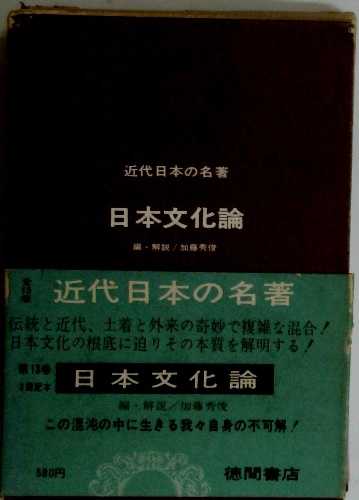 近代日本の名著
日本文化論
編・解説/加藤秀俊
全15巻
近代日本の名著
伝統と近代、土着と外来の奇妙で複雑な混合!
日本文化の根底に迫りその本質を解明する!
第13巻
日本文化論
編・解説/加藤秀俊
この混沌の中に生きる我々自身の不可解!
580円
徳間書店